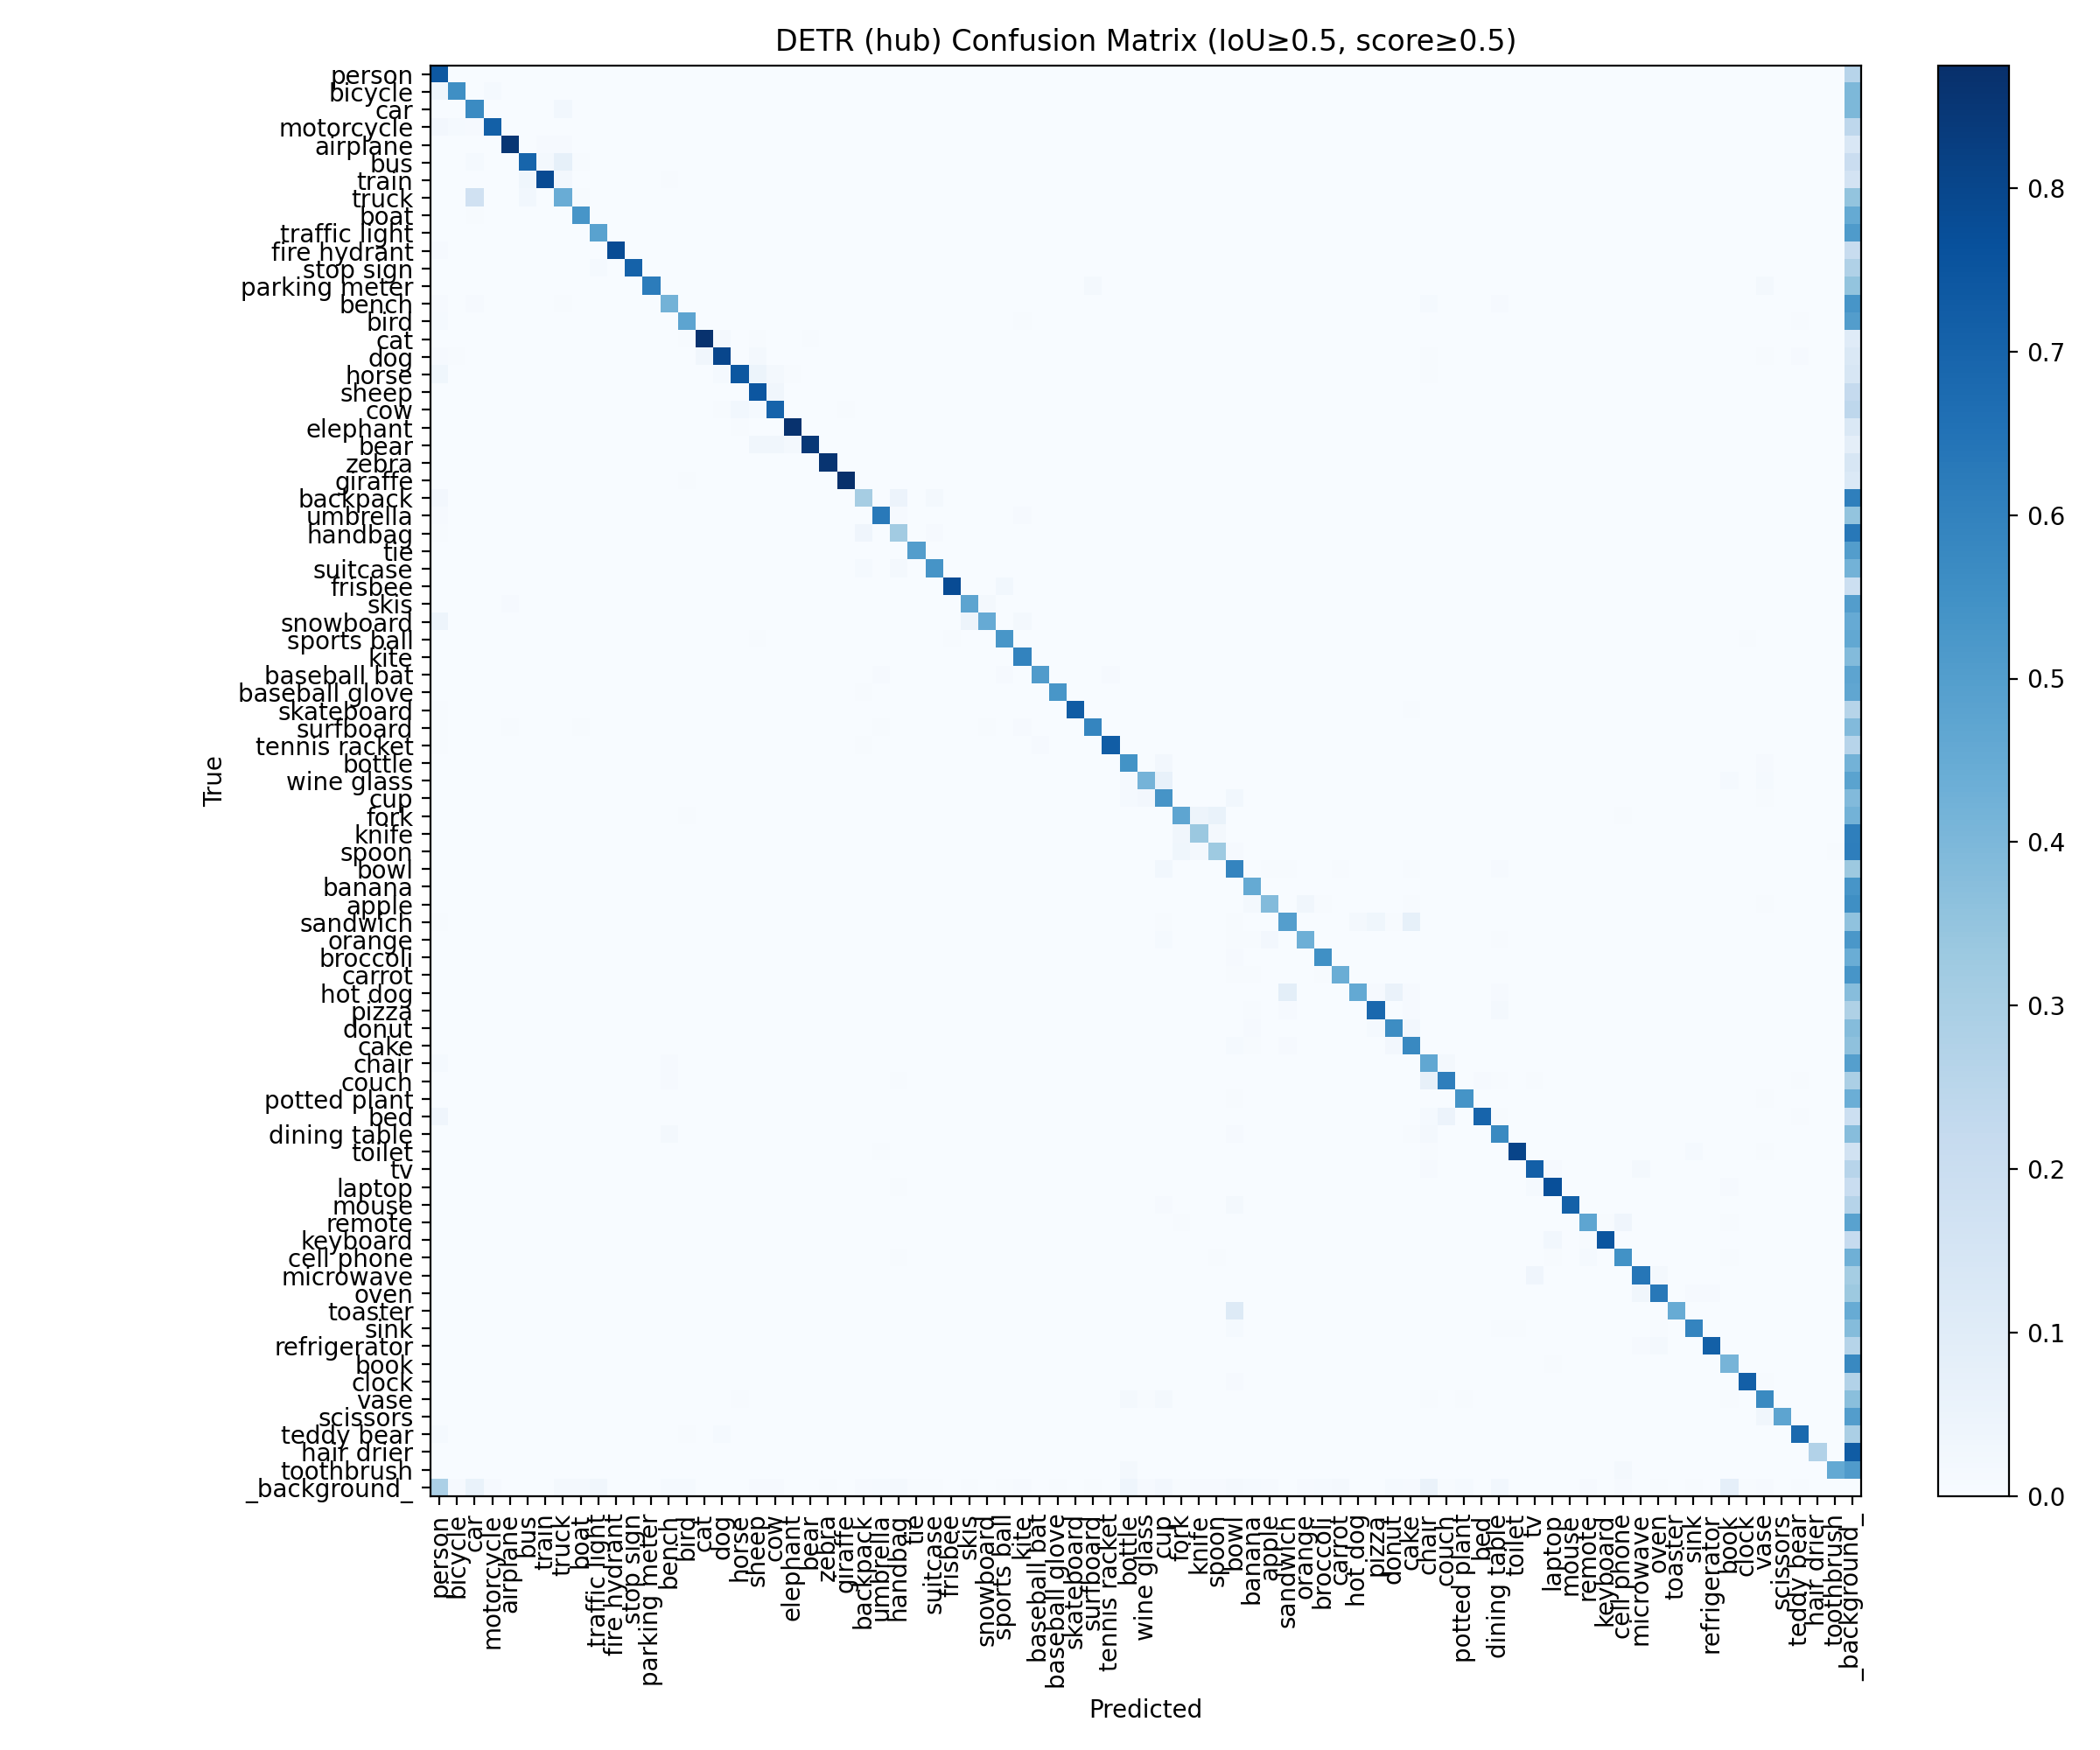 DETR (hub) Confusion Matrix (IoU≥0.5, score≥0.5)
True
person
bicycle
car
motorcycle
airplane
bus
train
truck
boat
traffic light
fire hydrant
stop sign
parking meter
bench
bird
cat
dog
horse
sheep
cow
elephant
bear
zebra
giraffe
backpack
umbrella
handbag
tie
suitcase
frisbee
skis
snowboard
sports ball
kite
baseball bat
baseball glove
skateboard
surfboard
tennis racket
bottle
wine glass
cup
fork
knife
spoon
bowl
banana
apple
sandwich
orange
broccoli
carrot
hot dog
pizza
donut
cake
chair
couch
potted plant
bed
dining table
toilet
tv
laptop
mouse
remote
keyboard
cell phone
microwave
oven
toaster
sink
refrigerator
book
clock
vase
scissors
teddy bear
hair drier
toothbrush
_background_
person
bicycle
car
motorcycle
airplane
bus
train
truck
boat
traffic light
fire hydrant
stop sign
parking meter
bench
bird
cat
dog
horse
sheep
cow
elephant
bear
zebra
giraffe
backpack
umbrella
handbag
tie
suitcase
frisbee
skis
snowboard
sports ball
kite
baseball bat
baseball glove
skateboard
surfboard
tennis racket
bottle
wine glass
cup
fork
knife
spoon
bowl
banana
apple
sandwich
orange
broccoli
carrot
hot dog
pizza
donut
cake
chair
couch
potted plant
bed
dining table
toilet
tv
laptop
mouse
remote
keyboard
cell phone
microwave
oven
toaster
sink
refrigerator
book
clock
vase
scissors
teddy bear
hair drier
toothbrush
_background_
Predicted
0.8
0.7
0.6
0.5
0.4
0.3
0.2
0.1
0.0